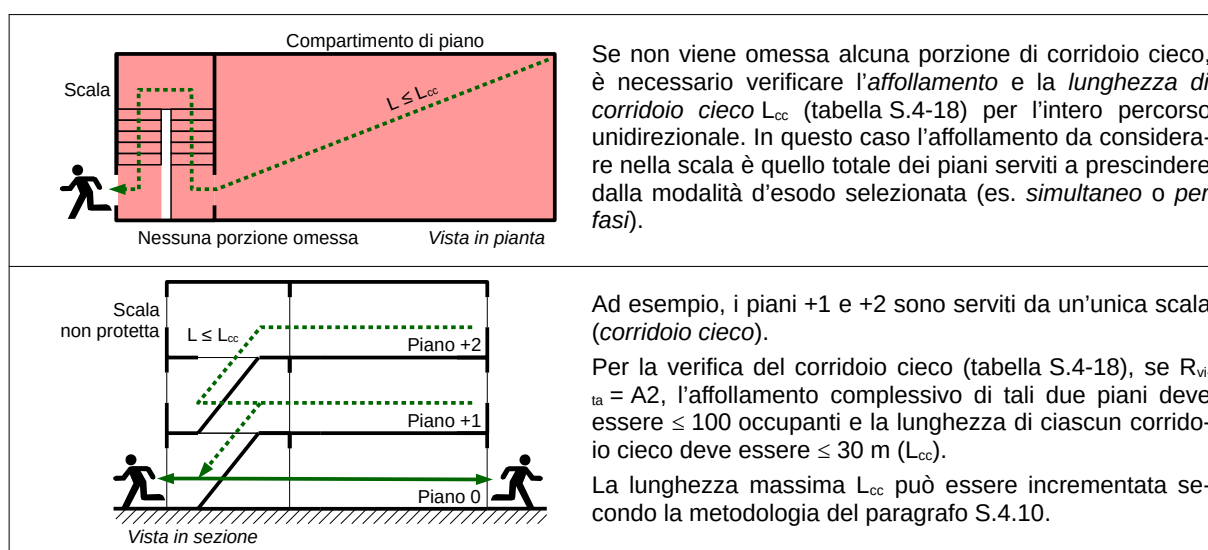 Compartimento di piano
Scala
L ≤ Lcc
Nessuna porzione omessa
Vista in pianta
Se non viene omessa alcuna porzione di corridoio cieco,
è necessario verificare l'affollamento e la lunghezza di
corridoio cieco Lcc (tabella S.4-18) per l'intero percorso
unidirezionale. In questo caso l'affollamento da considera-
re nella scala è quello totale dei piani serviti a prescindere
dalla modalità d'esodo selezionata (es. simultaneo o per
fasi).
Scala
non protetta
L ≤ Lcc
Piano +2
Piano +1
Piano 0
Vista in sezione
Ad esempio, i piani +1 e +2 sono serviti da un'unica scala
(corridoio cieco).
Per la verifica del corridoio cieco (tabella S.4-18), se Rvi-
ta = A2, l'affollamento complessivo di tali due piani deve
essere ≤ 100 occupanti e la lunghezza di ciascun corrido-
io cieco deve essere ≤ 30 m (Lcc).
La lunghezza massima Lcc può essere incrementata se-
condo la metodologia del paragrafo S.4.10.